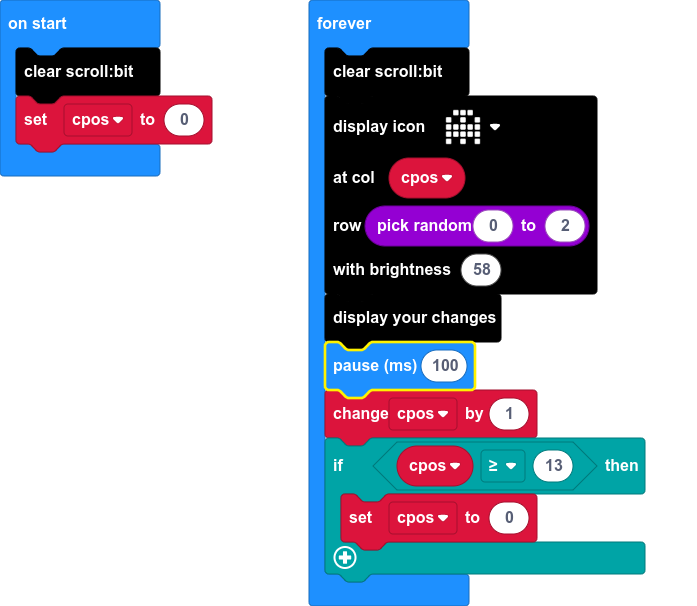 on start
clear scroll:bit
set cpos to 0
forever
clear scroll:bit
display icon
at col cpos
row pick random 0 to 2
with brightness 58
display your changes
pause (ms) 100
change cpos by 1
if cpos ≥ 13 then
set cpos to 0